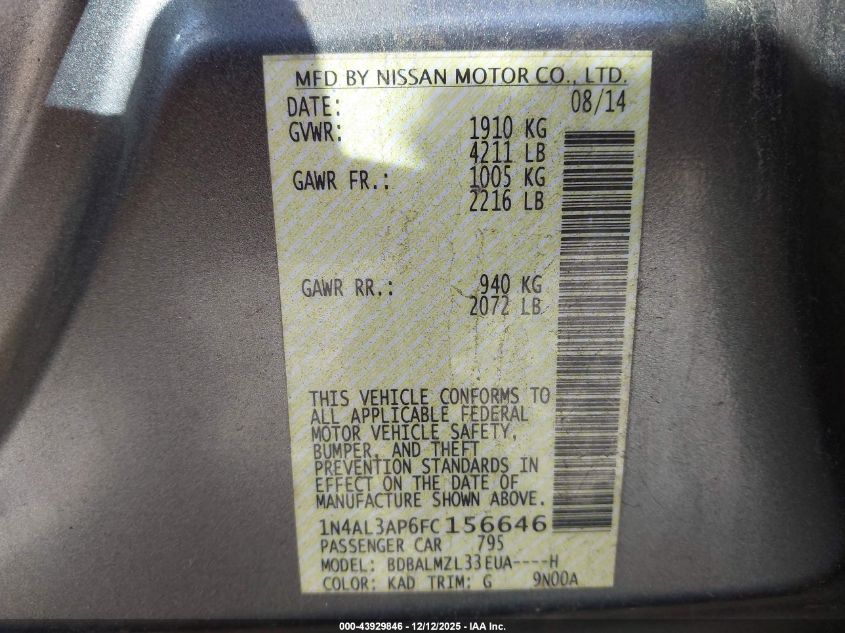 MFD BY NISSAN MOTOR CO., LTD.
DATE: 08/14
GVWR: 1910 KG
4211 LB
GAWR FR.: 1005 KG
2216 LB
GAWR RR.: 940 KG
2072 LB
THIS VEHICLE CONFORMS TO
ALL APPLICABLE FEDERAL
MOTOR VEHICLE SAFETY,
BUMPER, AND THEFT
PREVENTION STANDARDS IN
EFFECT ON THE DATE OF
MANUFACTURE SHOWN ABOVE.
1N4AL3AP6FC156646
PASSENGER CAR 795
MODEL: BDBALMZL33EUA----H
COLOR: KAD TRIM: G 9N00A
000-43929846 - 12/12/2025 - IAA Inc.